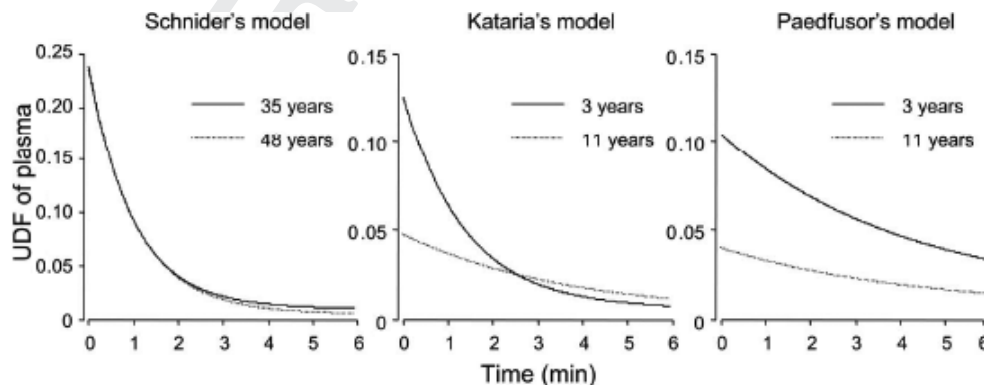 Schnider's model
Kataria's model
Paedfusor's model
UDF of plasma
0.25
0.20
0.15
0.10
0.05
0
35 years
48 years
0 1 2 3 4 5 6
0.15
0.10
0.05
0
3 years
11 years
0 1 2 3 4 5 6
0.15
0.10
0.05
0
3 years
11 years
0 1 2 3 4 5 6
Time (min)